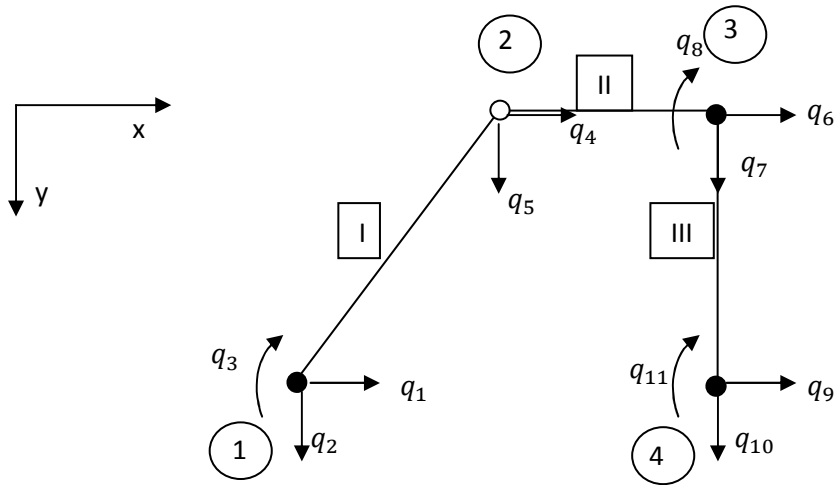 2
q₈
3
II
x
q₄
q₆
q₇
y
q₅
I
III
q₃
q₁₁
q₁
q₉
1
q₂
4
q₁₀